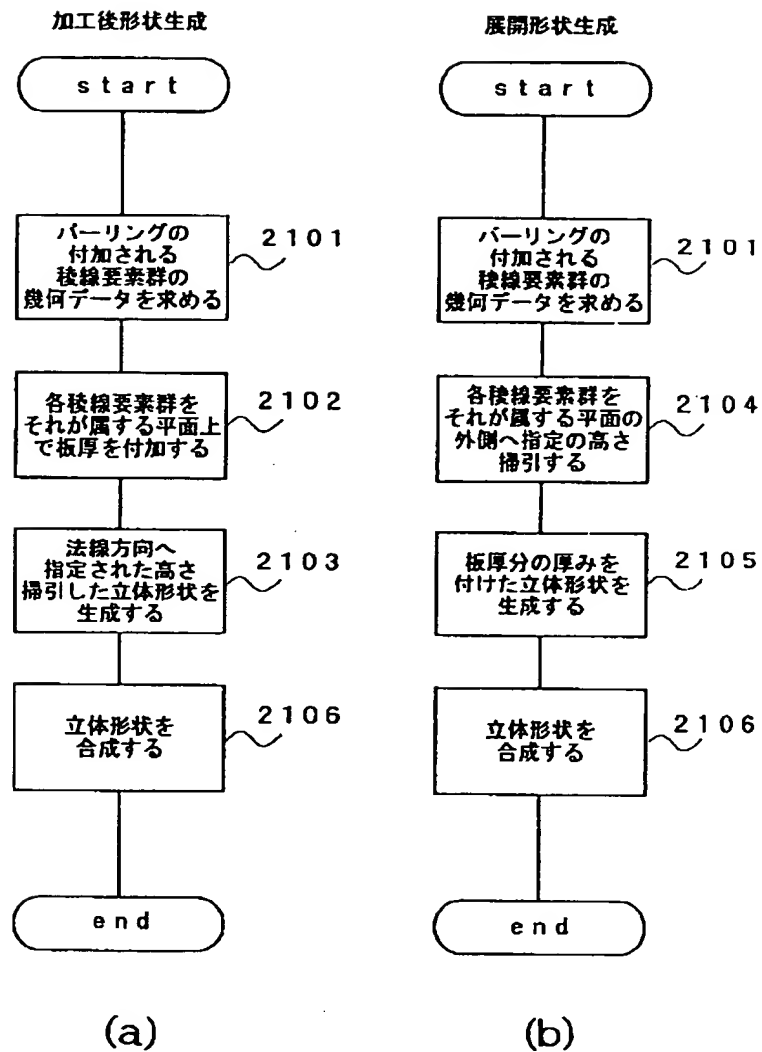 加工後形状生成
start
バーリングの
付加される
稜線要素群の
幾何データを求める
2101
各稜線要素群を
それが属する平面上
で板厚を付加する
2102
法線方向へ
指定された高さ
掃引した立体形状を
生成する
2103
立体形状を
合成する
2106
end
(a)
展開形状生成
start
バーリングの
付加される
稜線要素群の
幾何データを求める
2101
各稜線要素群を
それが属する平面の
外側へ指定の高さ
掃引する
2104
板厚分の厚みを
付けた立体形状を
生成する
2105
立体形状を
合成する
2106
end
(b)